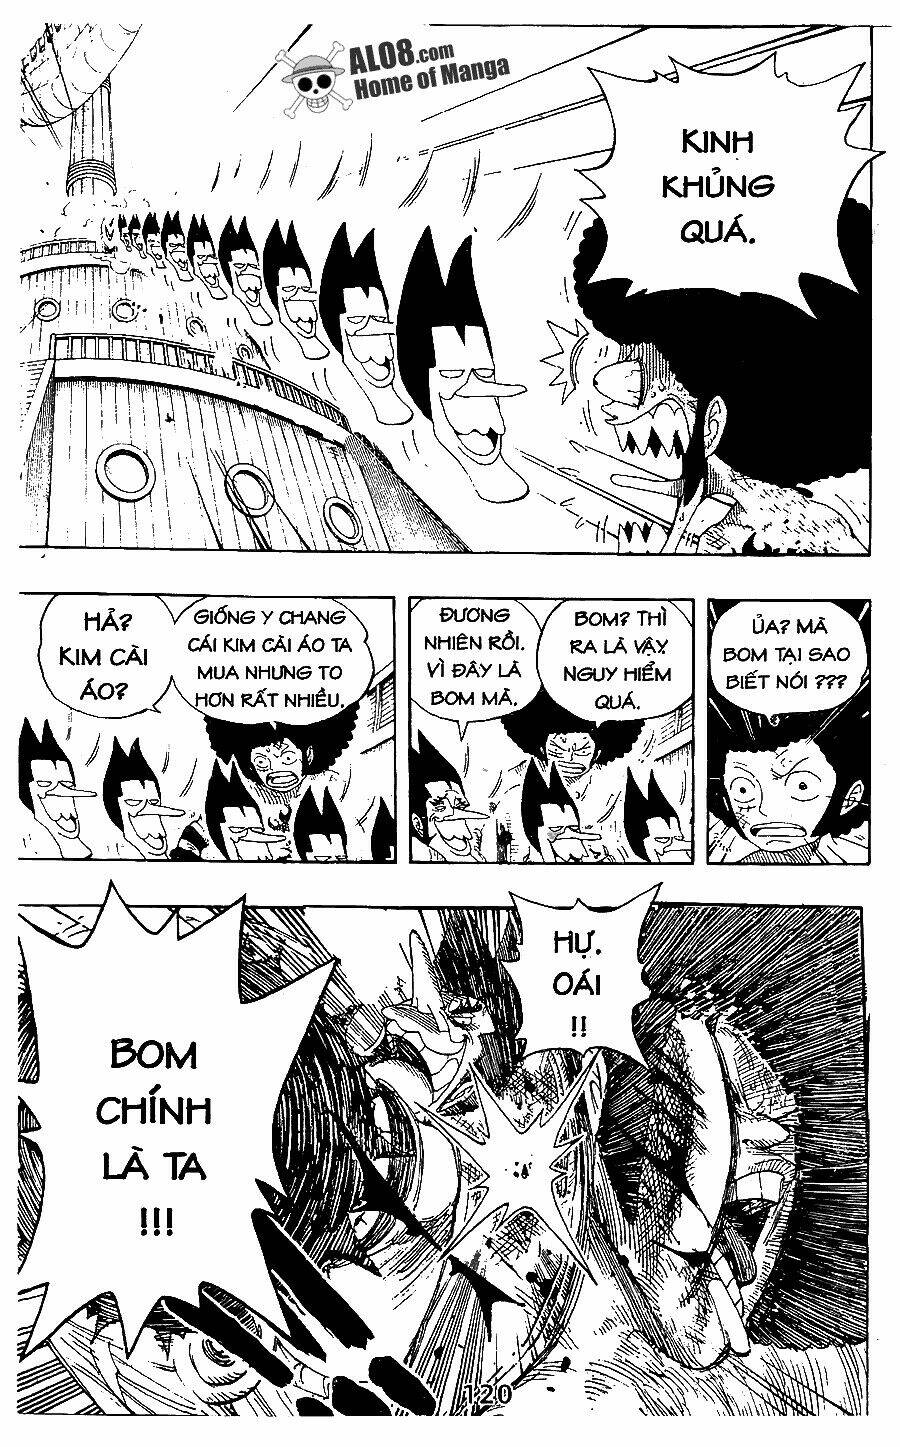 ALO8.com
Home of Manga
KINH
KHỦNG
QUÁ.
HẢ?
KIM CÀI
ÁO?
GIỐNG Y CHANG
CÁI KIM CÀI ÁO TA
MUA NHƯNG TO
HƠN RẤT NHIỀU.
ĐƯƠNG
NHIÊN RỒI.
VÌ ĐÂY LÀ
BOM MÀ.
BOM? THÌ
RA LÀ VẬY.
NGUY HIỂM
QUÁ.
ỦA? MÀ
BOM TẠI SAO
BIẾT NÓI ???
HỰ.
OÁI
!!
BOM
CHÍNH
LÀ TA
!!!
120